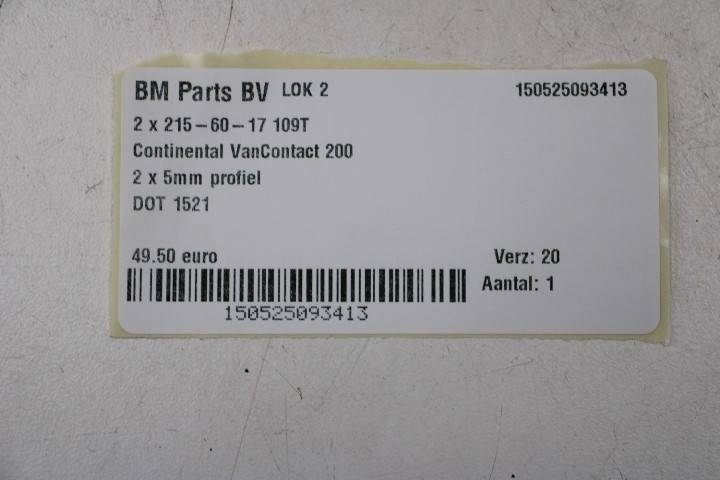 BM Parts BV LOK 2 150525093413
2 x 215-60-17 109T
Continental VanContact 200
2 x 5mm profiel
DOT 1521
49.50 euro Verz: 20
Aantal: 1
150525093413